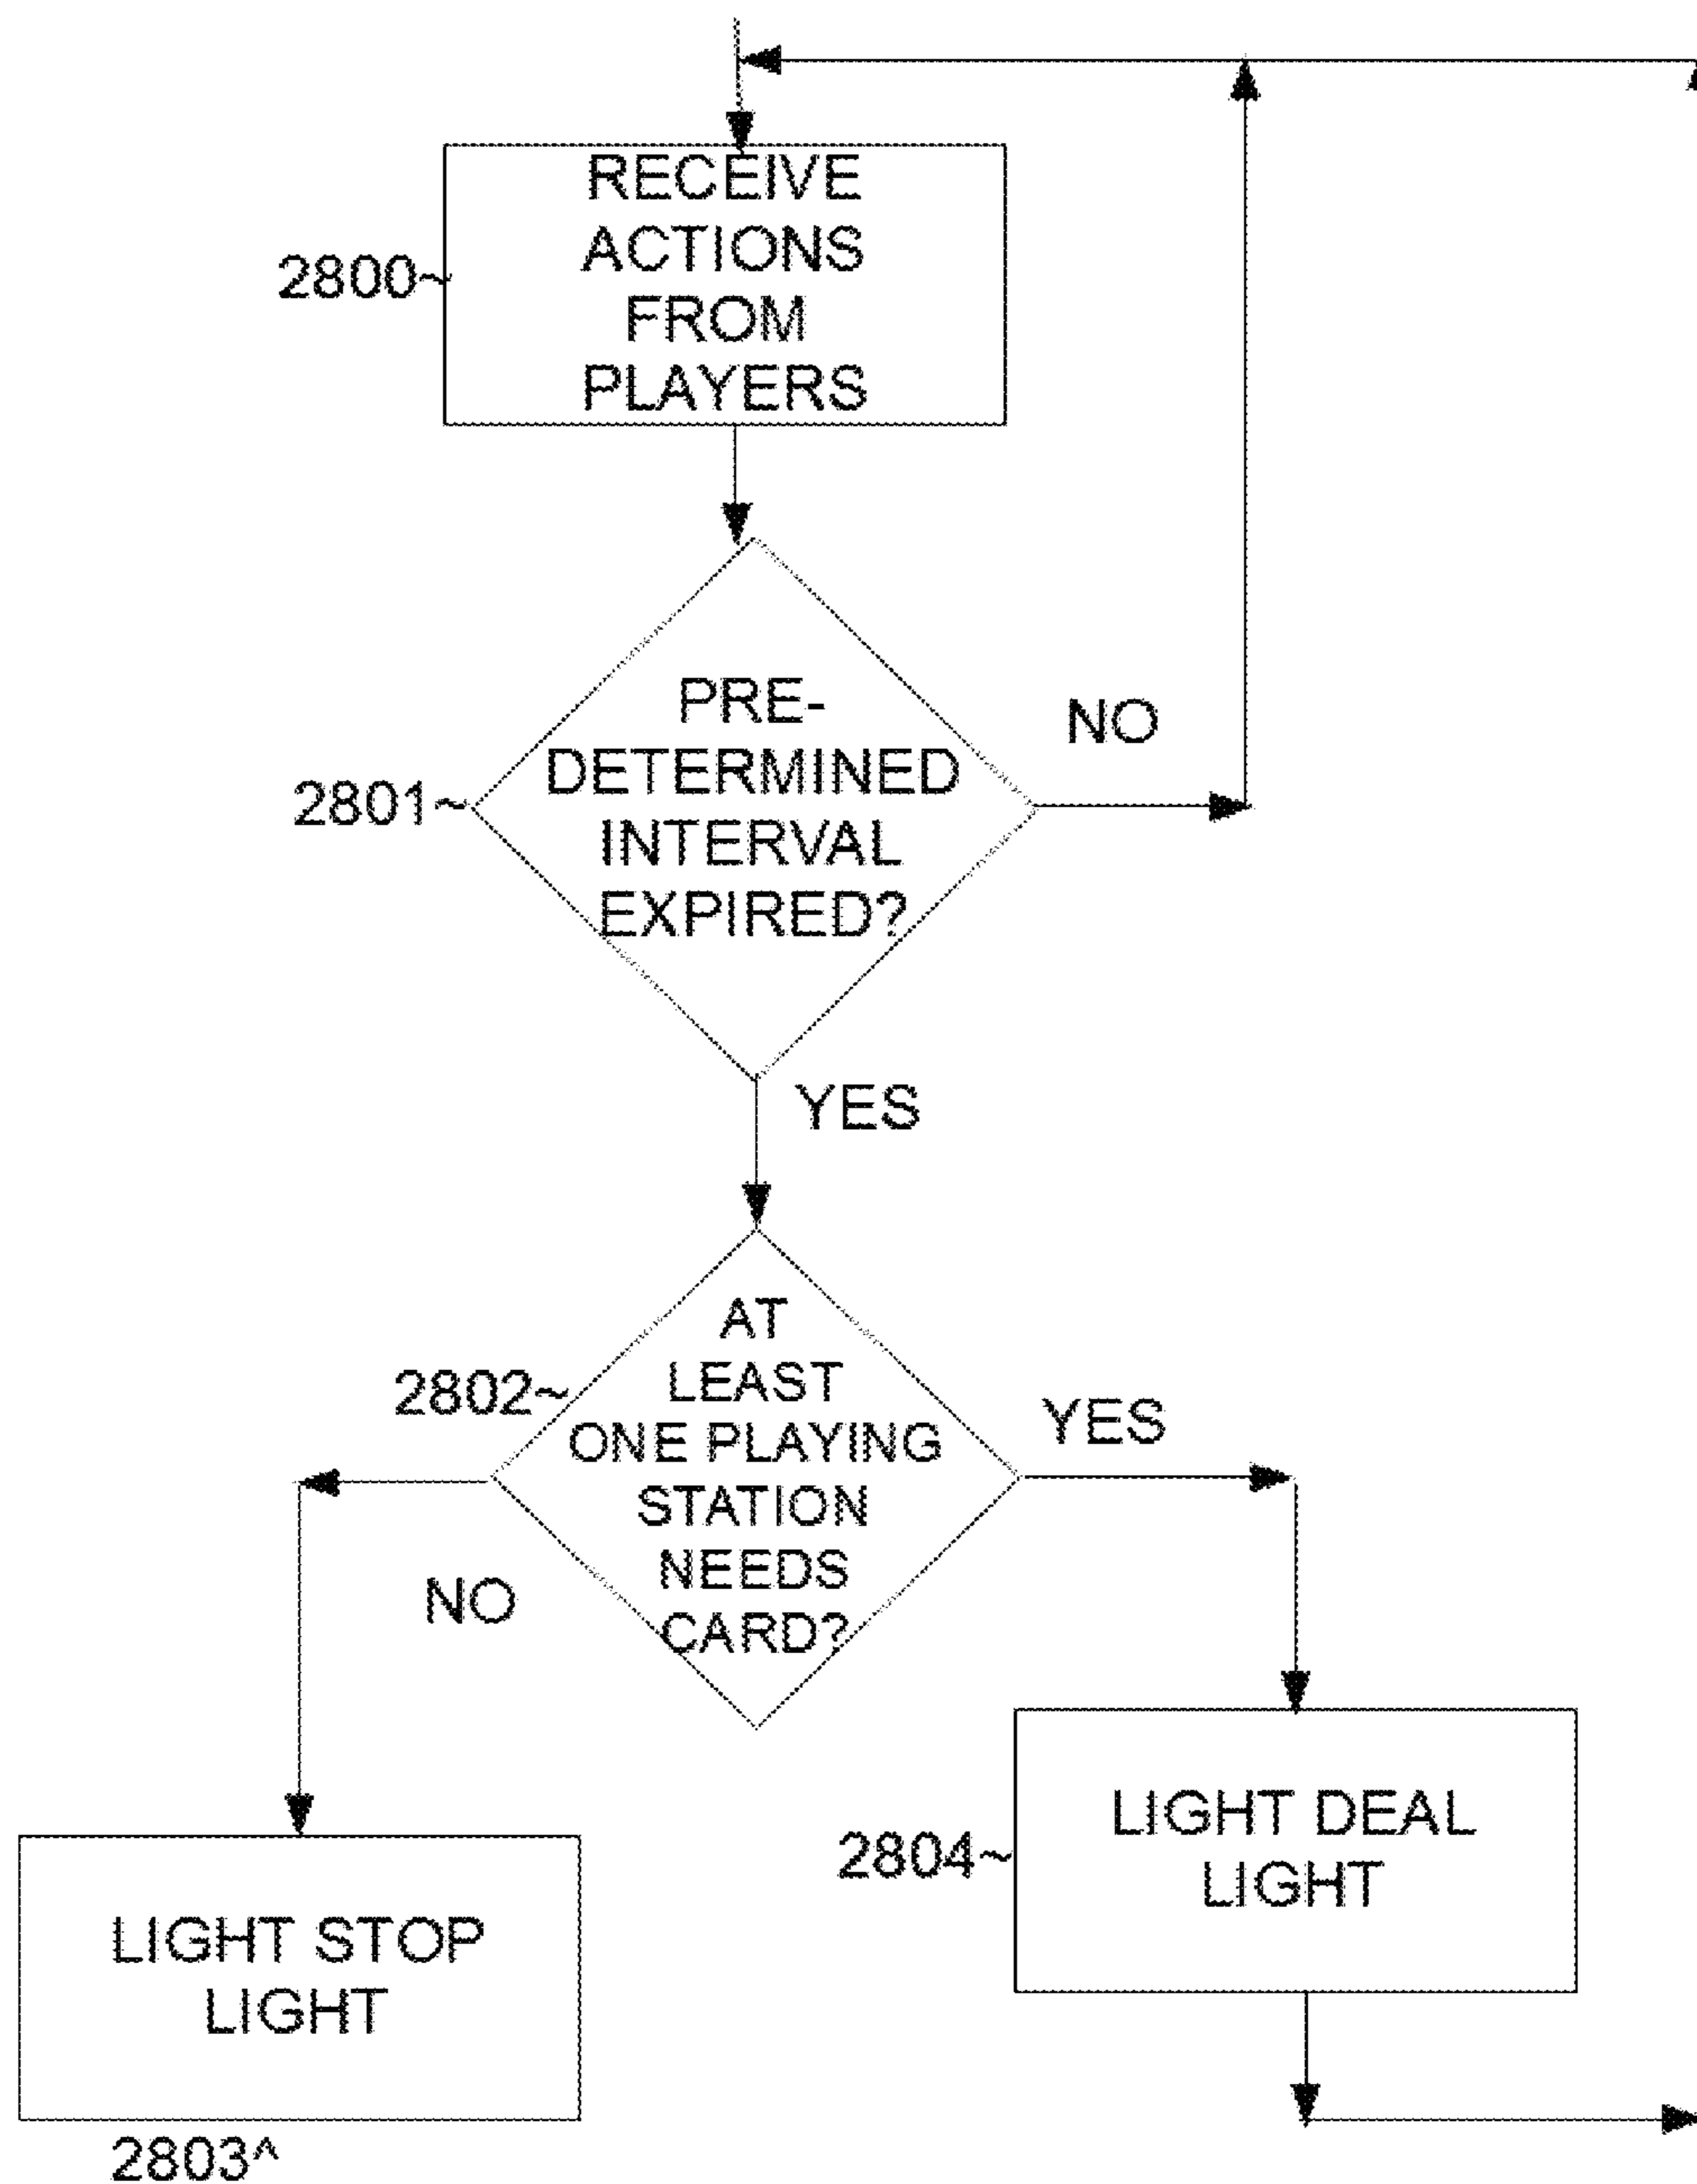 RECEIVE
ACTIONS
FROM
PLAYERS
2800~
PRE-
DETERMINED
INTERVAL
EXPIRED?
2801~
NO
YES
AT
LEAST
ONE PLAYING
STATION
NEEDS
CARD?
2802~
YES
NO
LIGHT DEAL
LIGHT
2804~
LIGHT STOP
LIGHT
2803^